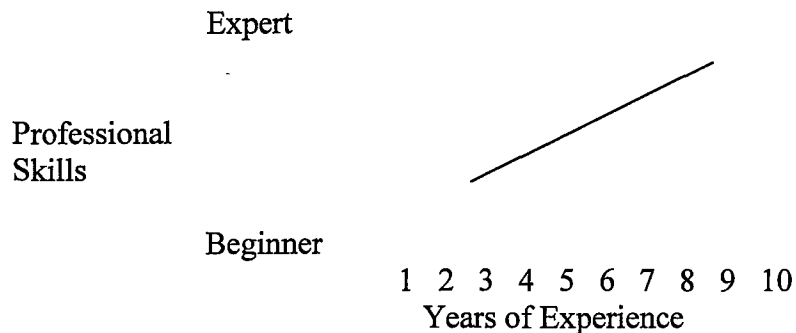 Expert
Professional
Skills
Beginner
1 2 3 4 5 6 7 8 9 10
Years of Experience